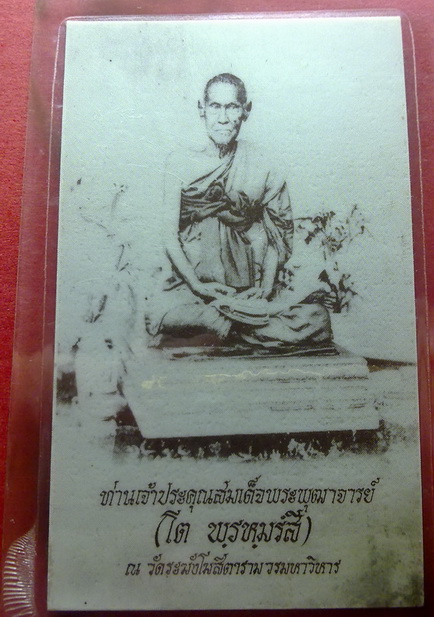 ท่านเจ้าประคุณสมเด็จพระพุฒาจารย์
(โต พฺรหฺมรํสี)
ณ วัดระฆังโฆสิตาราม วรมหาวิหาร